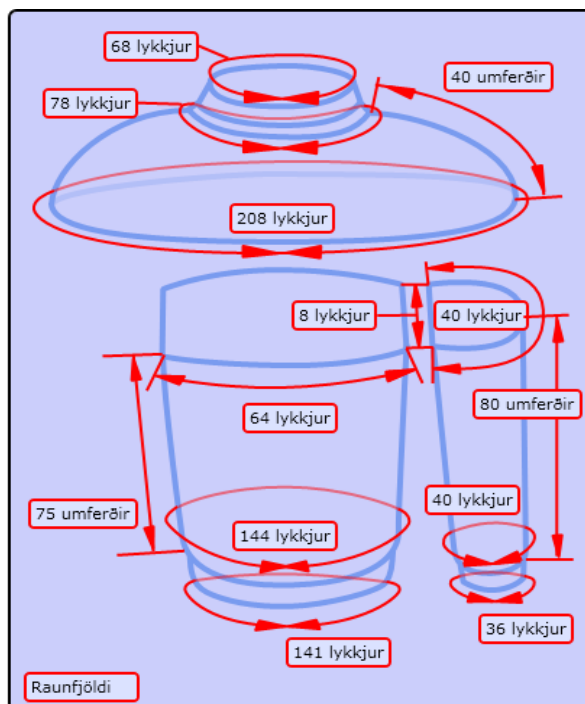 68 lykkjur
40 umferðir
78 lykkjur
208 lykkjur
8 lykkjur
40 lykkjur
64 lykkjur
80 umferðir
40 lykkjur
75 umferðir
144 lykkjur
36 lykkjur
141 lykkjur
Raunfjöldi